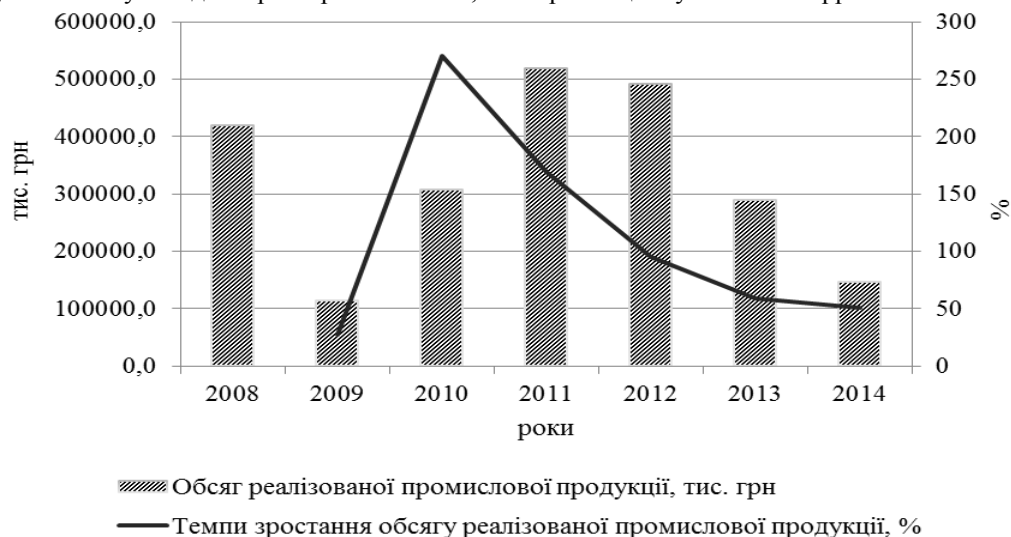 600000,0 300
500000,0 250
400000,0 200
300000,0 150
200000,0 100
100000,0 50
0,0 0
тис. грн
%
2008 2009 2010 2011 2012 2013 2014
роки
Обсяг реалізованої промислової продукції, тис. грн
Темпи зростання обсягу реалізованої промислової продукції, %